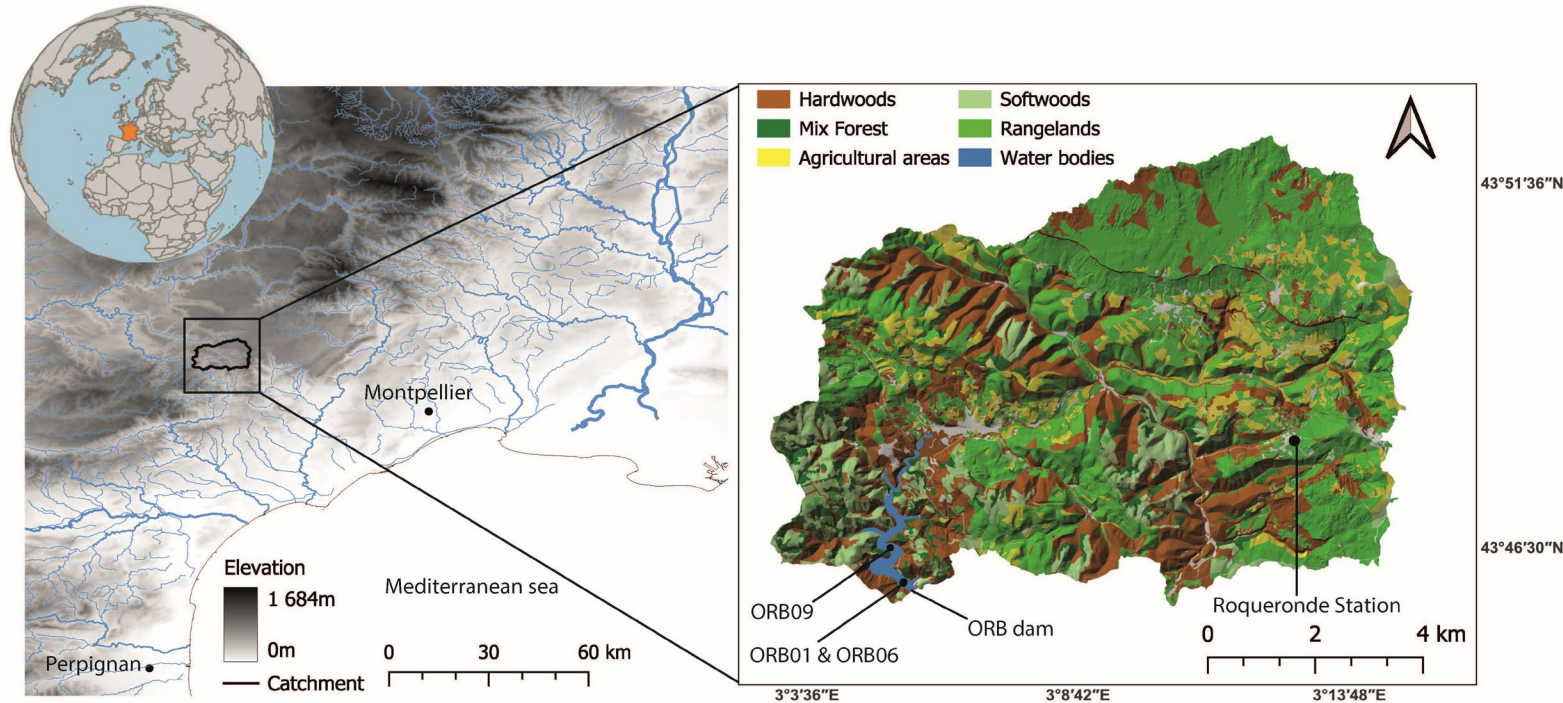 Montpellier
Mediterranean sea
Perpignan
Elevation
1 684m
0m
Catchment
0 30 60 km
Hardwoods
Mix Forest
Agricultural areas
Softwoods
Rangelands
Water bodies
43°51′36″N
43°46′30″N
ORB09
ORB01 & ORB06
ORB dam
Roqueronde Station
0 2 4 km
3°3′36″E
3°8′42″E
3°13′48″E